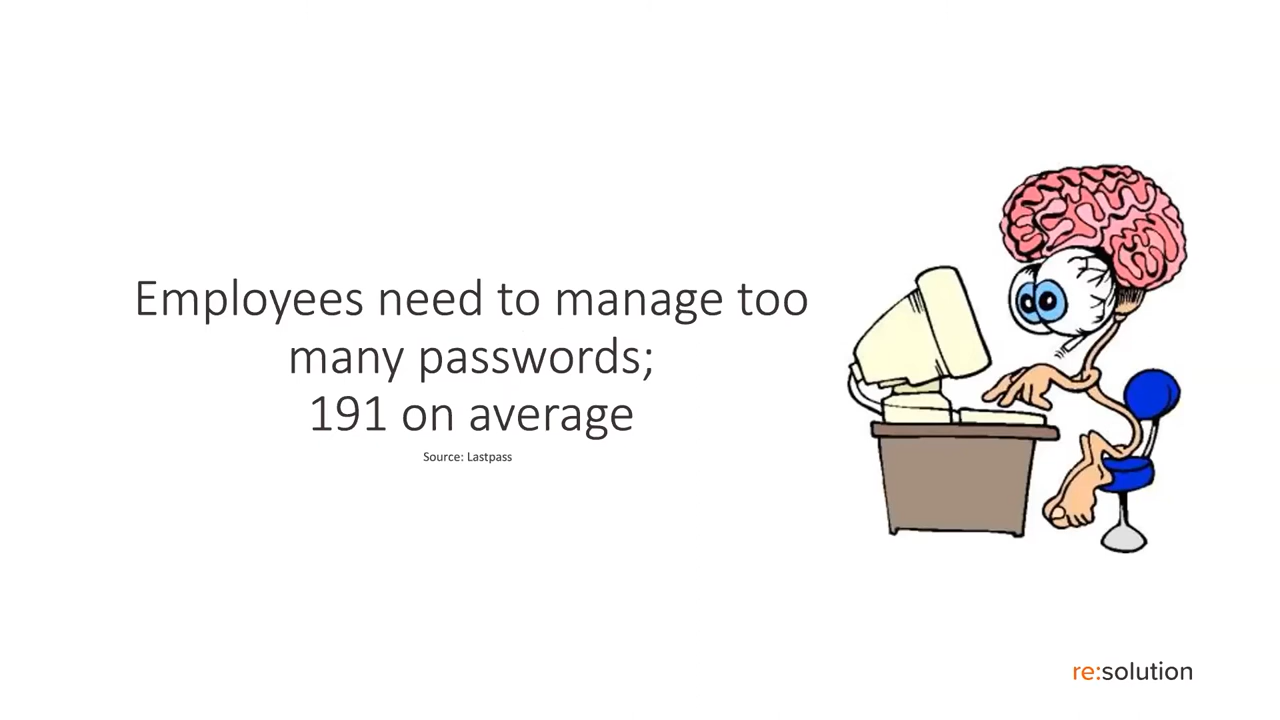 Employees need to manage too
many passwords;
191 on average
Source: Lastpass
re:solution